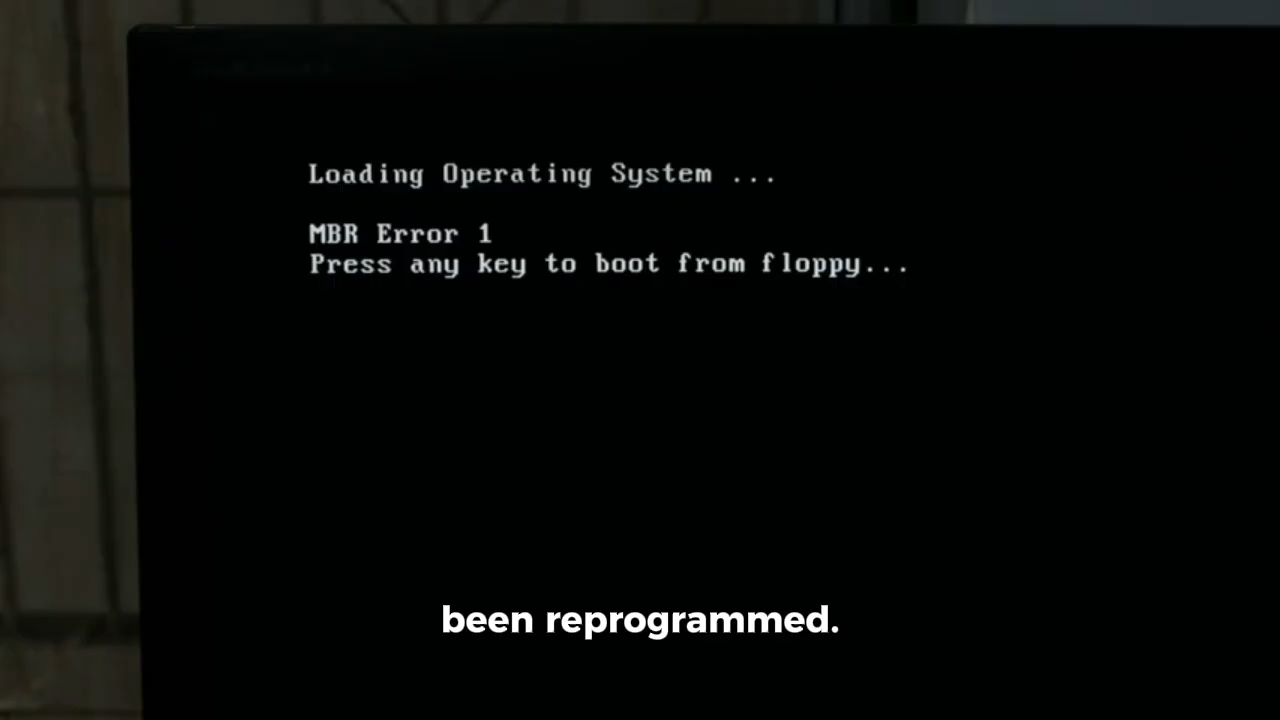 Loading Operating System ...
MBR Error 1
Press any key to boot from floppy...
been reprogrammed.